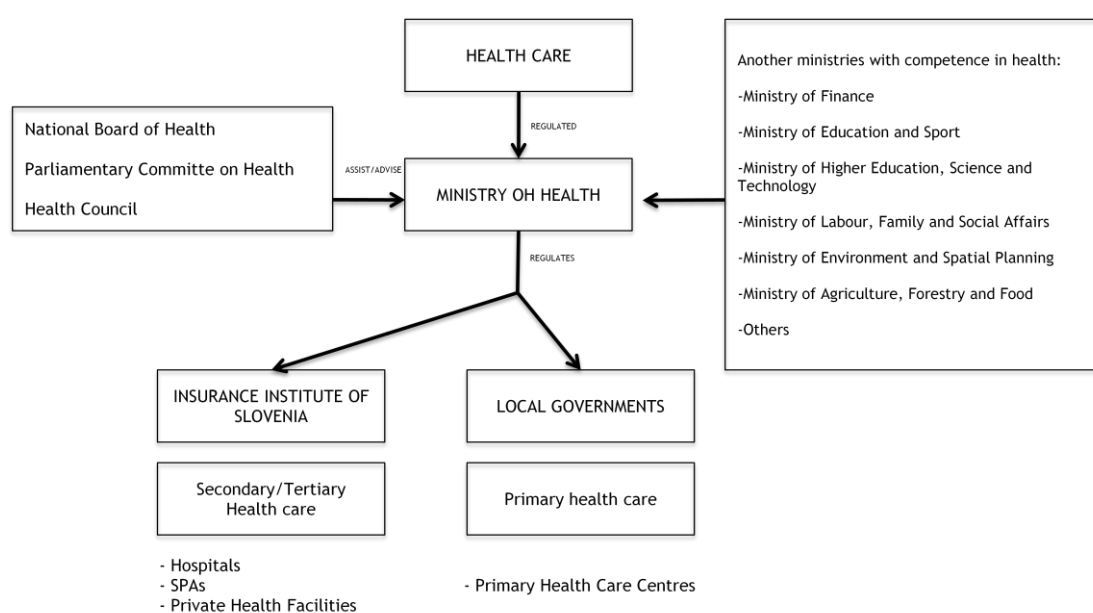 HEALTH CARE
REGULATED
National Board of Health
Parliamentary Committe on Health
Health Council
ASSIST/ADVISE
MINISTRY OH HEALTH
Another ministries with competence in health:
-Ministry of Finance
-Ministry of Education and Sport
-Ministry of Higher Education, Science and
Technology
-Ministry of Labour, Family and Social Affairs
-Ministry of Environment and Spatial Planning
-Ministry of Agriculture, Forestry and Food
-Others
REGULATES
INSURANCE INSTITUTE OF
SLOVENIA
LOCAL GOVERNMENTS
Secondary/Tertiary
Health care
Primary health care
- Hospitals
- SPAs
- Private Health Facilities
- Primary Health Care Centres